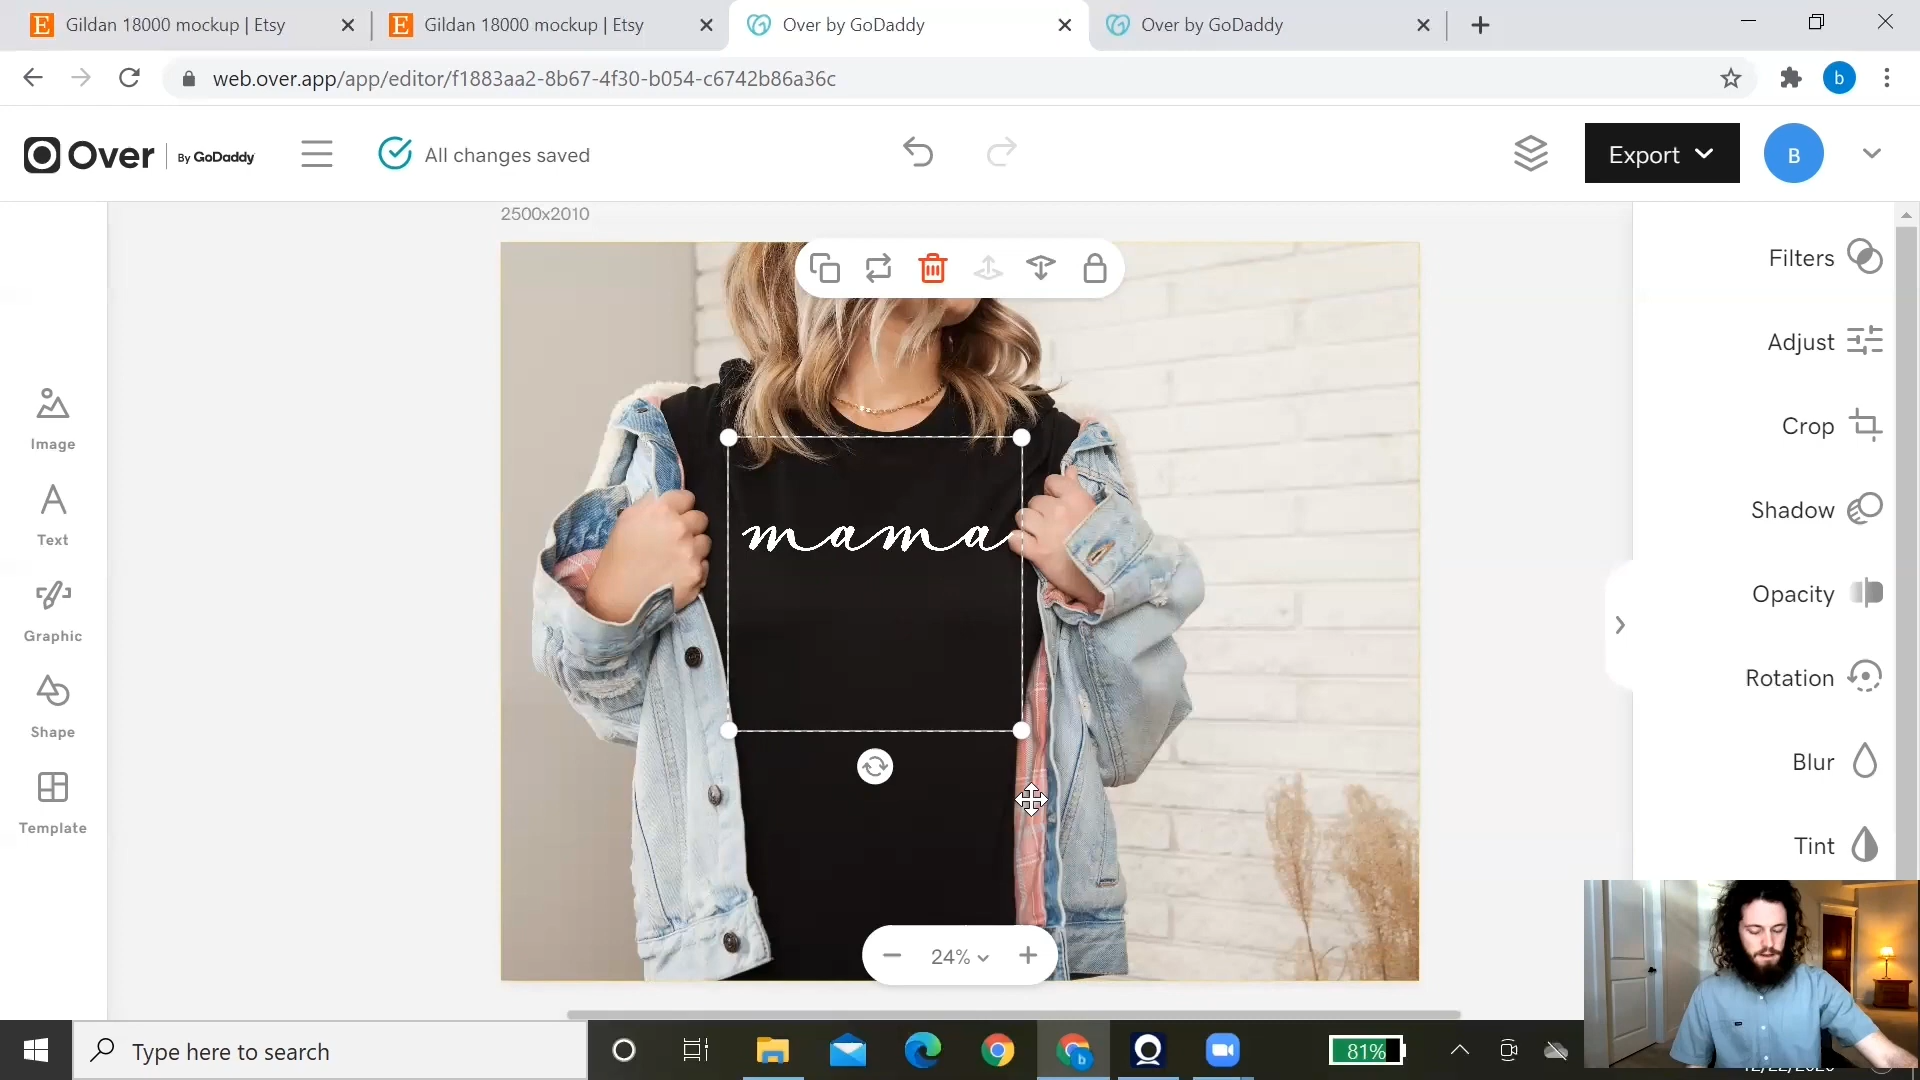 Gildan 18000 mockup | Etsy
Gildan 18000 mockup | Etsy
Over by GoDaddy
Over by GoDaddy
web.over.app/app/editor/f1883aa2-8b67-4f30-b054-c6742b86a36c
b
Over
By GoDaddy
All changes saved
Export
B
2500x2010
Filters
Adjust
Crop
Shadow
Opacity
Rotation
Blur
Tint
Image
Text
Graphic
Shape
Template
mama
24%
Type here to search
81%